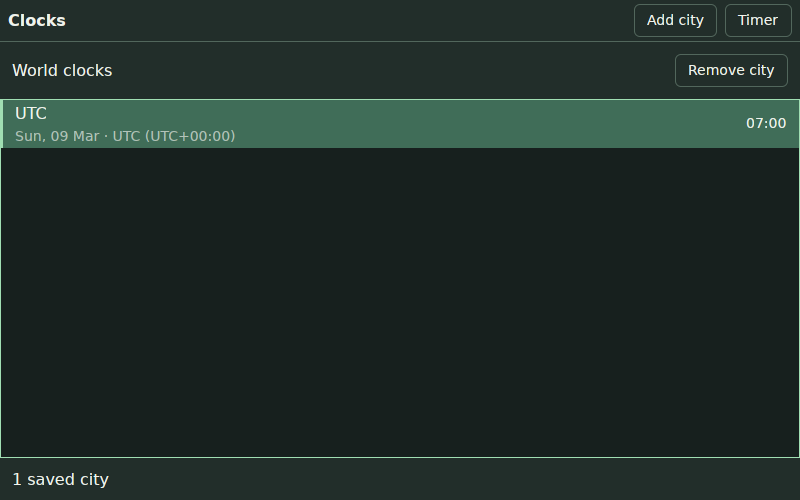 Clocks
Add city
Timer
World clocks
Remove city
UTC
Sun, 09 Mar · UTC (UTC+00:00)
07:00
1 saved city